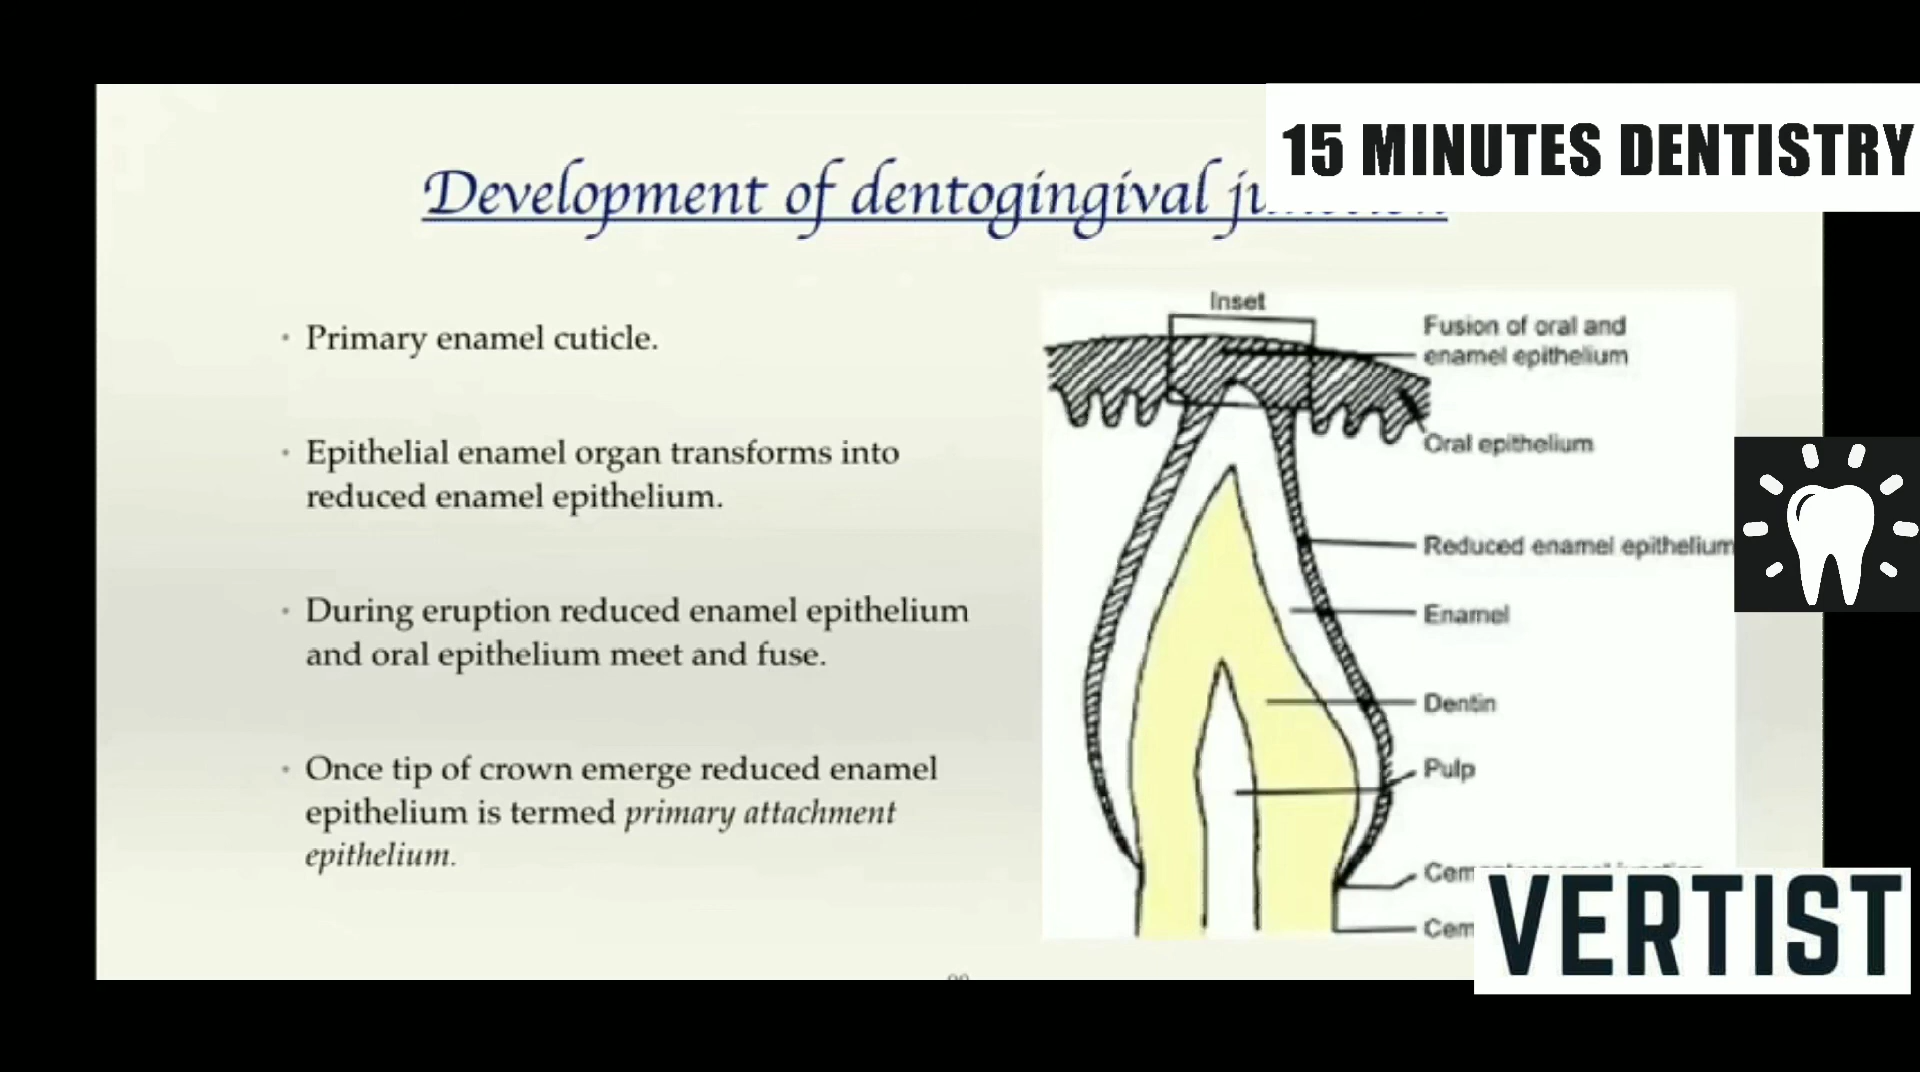 15 MINUTES DENTISTRY
Development of dentogingival
• Primary enamel cuticle.
• Epithelial enamel organ transforms into
reduced enamel epithelium.
• During eruption reduced enamel epithelium
and oral epithelium meet and fuse.
• Once tip of crown emerge reduced enamel
epithelium is termed primary attachment
epithelium.
Inset
Fusion of oral and
enamel epithelium
Oral epithelium
Reduced enamel epithelium
Enamel
Dentin
Pulp
VERTIST